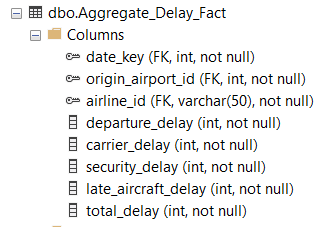 dbo.Aggregate_Delay_Fact
Columns
date_key (FK, int, not null)
origin_airport_id (FK, int, not null)
airline_id (FK, varchar(50), not null)
departure_delay (int, not null)
carrier_delay (int, not null)
security_delay (int, not null)
late_aircraft_delay (int, not null)
total_delay (int, not null)